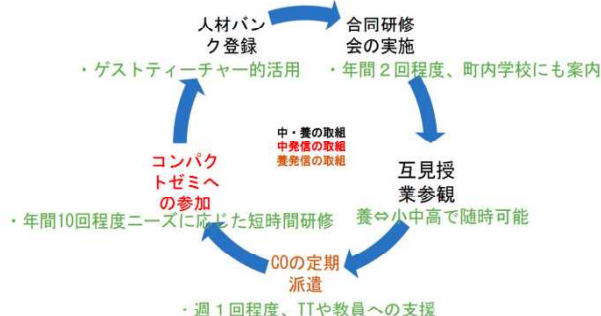 人材バン
ク登録
・ゲストティーチャー的活用
合同研修
会の実施
・年間２回程度、町内学校にも案内
中・養の取組
中発信の取組
養発信の取組
互見授
業参観
養⇔小中高で随時可能
COの定期
派遣
・週１回程度、TTや教員への支援
コンパク
トゼミへ
の参加
・年間10回程度ニーズに応じた短時間研修